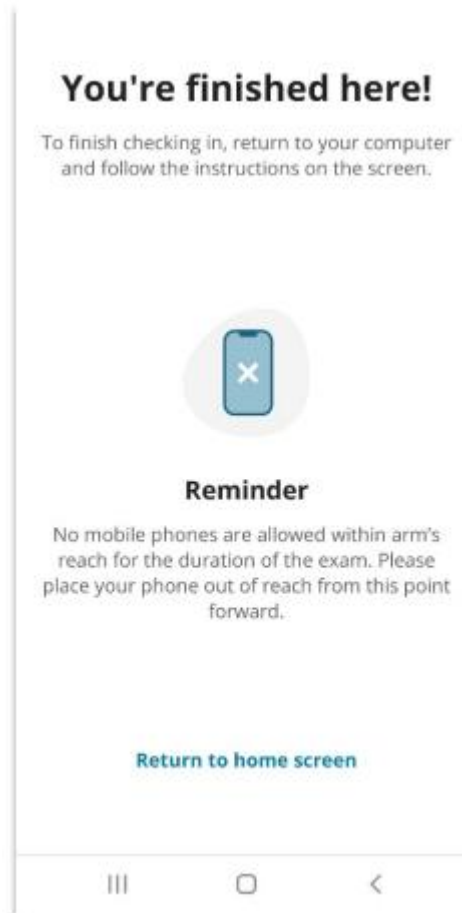 You're finished here!
To finish checking in, return to your computer
and follow the instructions on the screen.
Reminder
No mobile phones are allowed within arm's
reach for the duration of the exam. Please
place your phone out of reach from this point
forward.
Return to home screen